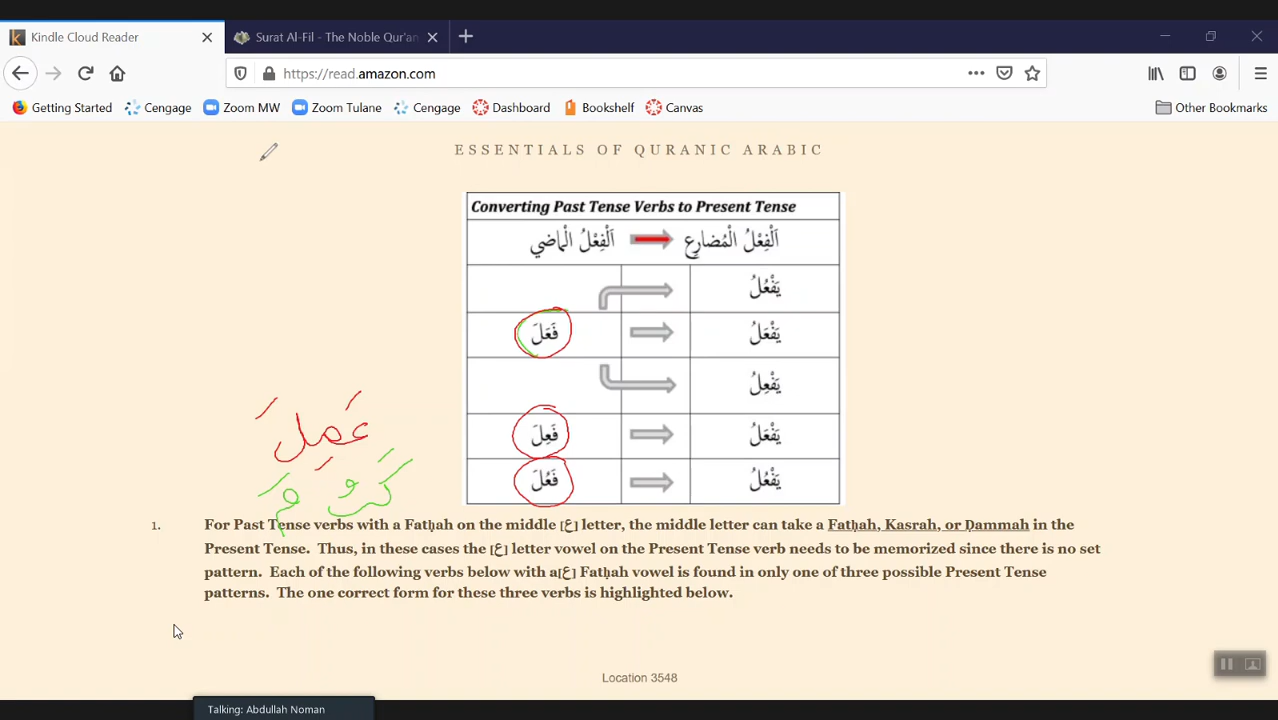 Kindle Cloud Reader
Surat Al-Fil - The Noble Qur'an
https://read.amazon.com
Getting Started
Cengage
Zoom MW
Zoom Tulane
Cengage
Dashboard
Bookshelf
Canvas
Other Bookmarks
ESSENTIALS OF QURANIC ARABIC
Converting Past Tense Verbs to Present Tense
اَلْفِعْلُ الْمُضارِع
اَلْفِعْلُ الْماضي
يَفْعُلُ
فَعَلَ
يَفْعَلُ
يَفْعِلُ
فَعِلَ
يَفْعَلُ
فَعُلَ
يَفْعُلُ
عَمِلَ
كَرُمَ
1. For Past Tense verbs with a Fatḥah on the middle [ع] letter, the middle letter can take a Fatḥah, Kasrah, or Ḍammah in the
Present Tense. Thus, in these cases the [ع] letter vowel on the Present Tense verb needs to be memorized since there is no set
pattern. Each of the following verbs below with a[ع] Fatḥah vowel is found in only one of three possible Present Tense
patterns. The one correct form for these three verbs is highlighted below.
Location 3548
Talking: Abdullah Noman